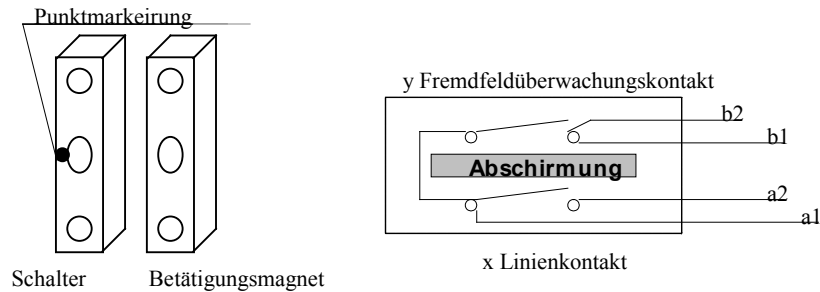 Punktmarkeirung
y Fremdfeldüberwachungskontakt
b2
b1
Abschirmung
a2
a1
x Linienkontakt
Schalter
Betätigungsmagnet